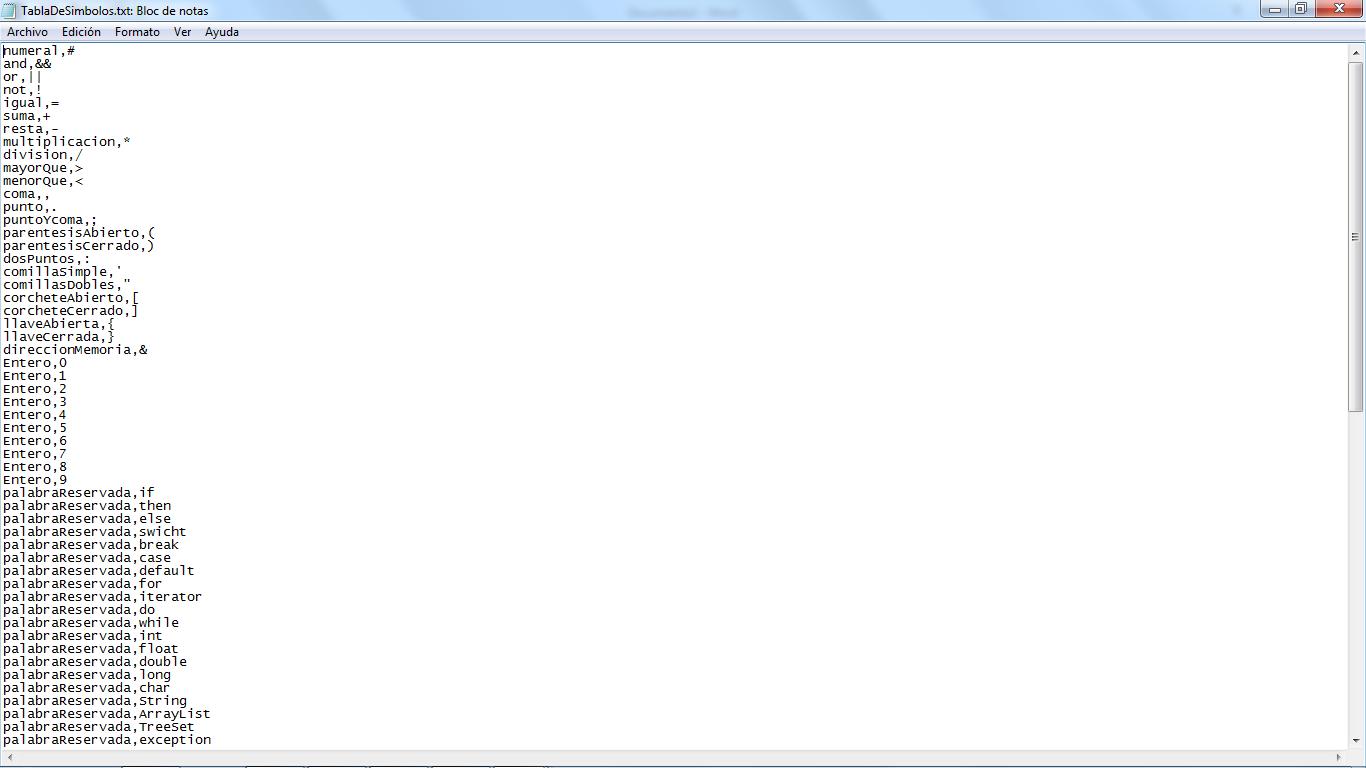 TablaDeSimbolos.txt: Bloc de notas
Archivo Edición Formato Ver Ayuda
numeral,#
and,&&
or,||
not,!
igual,=
suma,+
resta,-
multiplicacion,*
division,/
mayorQue,>
menorQue,<
coma,,
punto,.
puntoYcoma,;
parentesisAbierto,(
parentesisCerrado,)
dosPuntos,:
comillaSimple,'
comillasDobles,"
corcheteAbierto,[
corcheteCerrado,]
llaveAbierta,{
llaveCerrada,}
direccionMemoria,&
Entero,0
Entero,1
Entero,2
Entero,3
Entero,4
Entero,5
Entero,6
Entero,7
Entero,8
Entero,9
palabraReservada,if
palabraReservada,then
palabraReservada,else
palabraReservada,swicht
palabraReservada,break
palabraReservada,case
palabraReservada,default
palabraReservada,for
palabraReservada,iterator
palabraReservada,do
palabraReservada,while
palabraReservada,int
palabraReservada,float
palabraReservada,double
palabraReservada,long
palabraReservada,char
palabraReservada,String
palabraReservada,ArrayList
palabraReservada,TreeSet
palabraReservada,exception